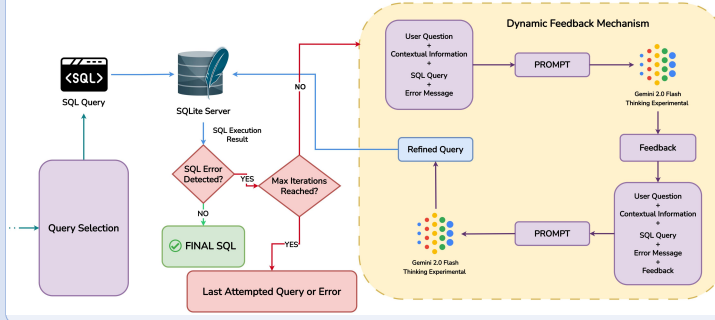 Dynamic Feedback Mechanism
User Question
+
Contextual Information
+
SQL Query
+
Error Message
PROMPT
Gemini 2.0 Flash
Thinking Experimental
Feedback
User Question
+
Contextual Information
+
SQL Query
+
Error Message
+
Feedback
PROMPT
Gemini 2.0 Flash
Thinking Experimental
Refined Query
<SQL>
SQL Query
SQLite Server
SQL Execution
Result
Query Selection
SQL Error
Detected?
YES
NO
Max Iterations
Reached?
NO
YES
FINAL SQL
Last Attempted Query or Error